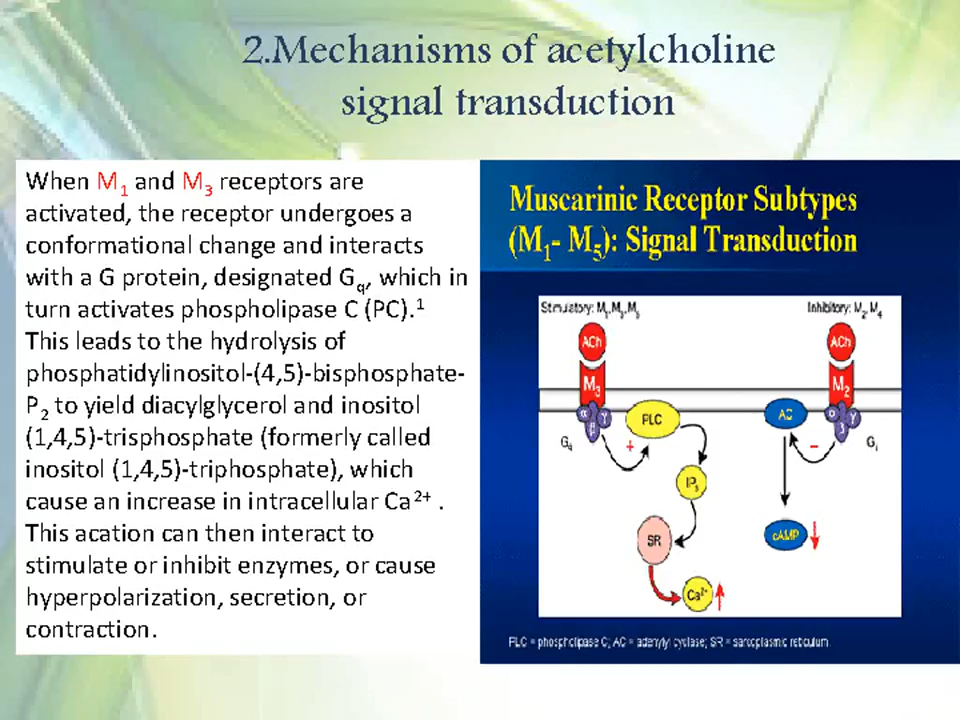 2.Mechanisms of acetylcholine
signal transduction
When M₁ and M₃ receptors are
activated, the receptor undergoes a
conformational change and interacts
with a G protein, designated Gq, which in
turn activates phospholipase C (PC).¹
This leads to the hydrolysis of
phosphatidylinositol-(4,5)-bisphosphate-
P₂ to yield diacylglycerol and inositol
(1,4,5)-trisphosphate (formerly called
inositol (1,4,5)-triphosphate), which
cause an increase in intracellular Ca²⁺ .
This acation can then interact to
stimulate or inhibit enzymes, or cause
hyperpolarization, secretion, or
contraction.
Muscarinic Receptor Subtypes
(M₁- M₅): Signal Transduction
Stimulatory: M₁,M₃,M₅
Inhibitory: M₂,M₄
ACh
ACh
M₃
M₂
α β γ
PLC
AC
α β γ
Gq
+
−
Gᵢ
IP₃
SR
cAMP
Ca²⁺
PLC = phospholipase C; AC = adenylyl cyclase; SR = sarcoplasmic reticulum